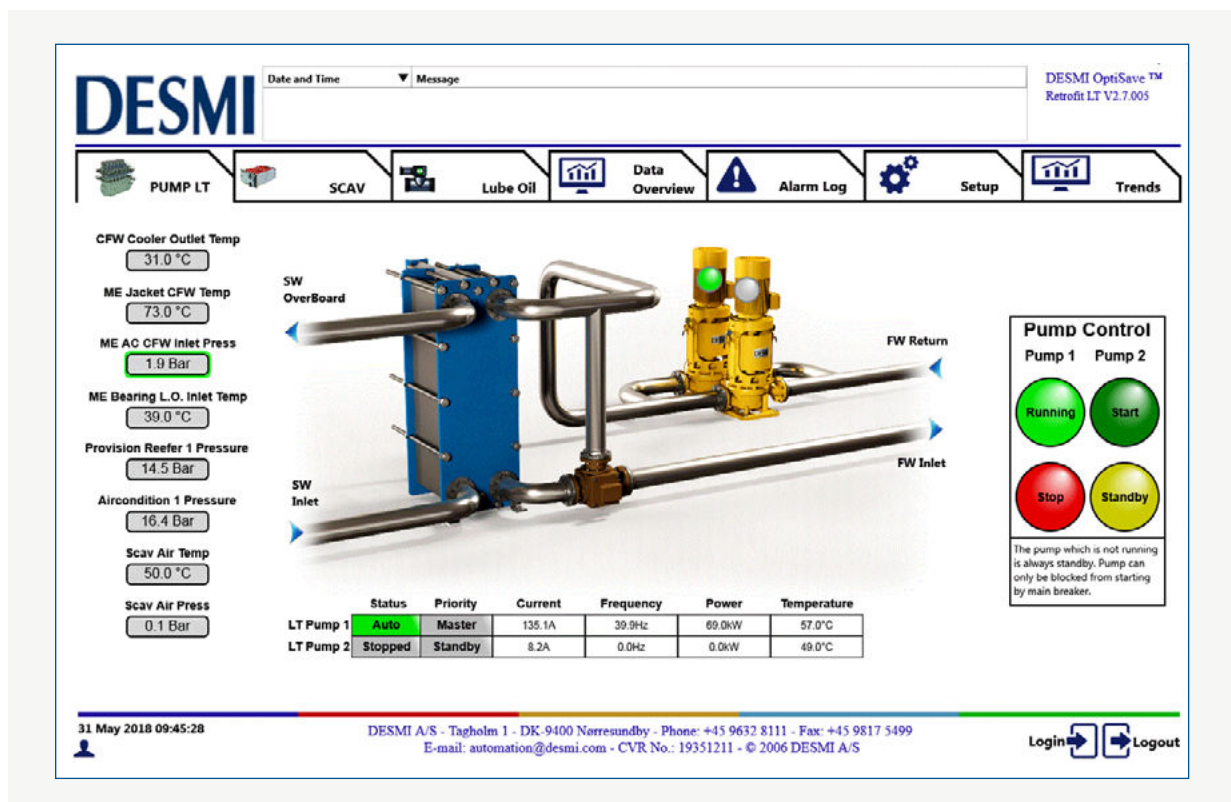 DESMI
Date and Time ▼ Message
DESMI OptiSave ™
Retrofit LT V2.7.005
PUMP LT
SCAV
Lube Oil
Data
Overview
Alarm Log
Setup
Trends
CFW Cooler Outlet Temp
31.0 °C
ME Jacket CFW Temp
73.0 °C
ME AC CFW Inlet Press
1.9 Bar
ME Bearing L.O. Inlet Temp
39.0 °C
Provision Reefer 1 Pressure
14.5 Bar
Aircondition 1 Pressure
16.4 Bar
Scav Air Temp
50.0 °C
Scav Air Press
0.1 Bar
SW
OverBoard
FW Return
FW Inlet
SW
Inlet
Pump Control
Pump 1 Pump 2
Running Start
Stop Standby
The pump which is not running
is always standby. Pump can
only be blocked from starting
by main breaker.
Status Priority Current Frequency Power Temperature
LT Pump 1 Auto Master 135.1A 39.9Hz 69.0kW 57.0°C
LT Pump 2 Stopped Standby 8.2A 0.0Hz 0.0kW 49.0°C
31 May 2018 09:45:28
DESMI A/S - Tagholm 1 - DK-9400 Nørresundby - Phone: +45 9632 8111 - Fax: +45 9817 5499
E-mail: automation@desmi.com - CVR No.: 19351211 - © 2006 DESMI A/S
Login Logout